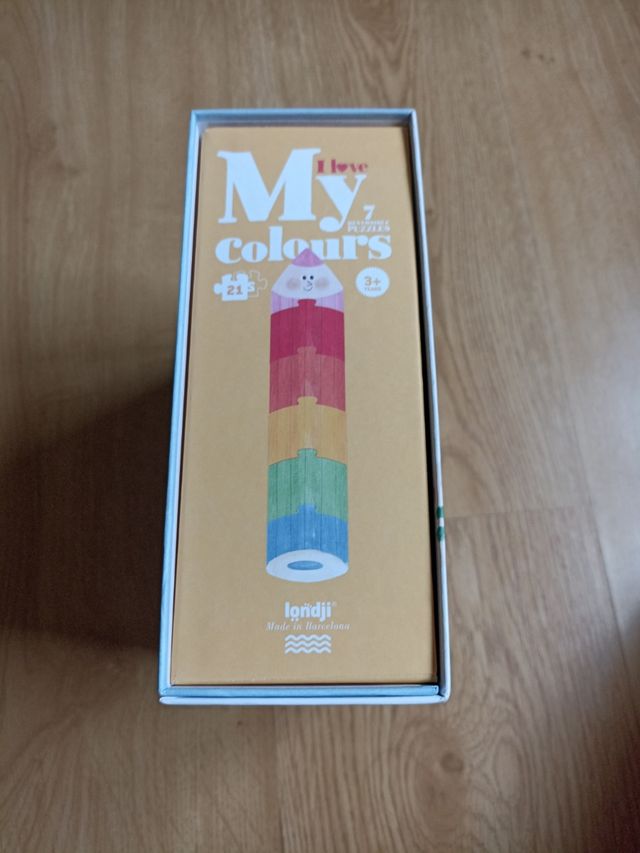 I love
My
7
REVERSIBLE
PUZZLES
colours
21
3+
YEARS
londji®
Made in Barcelona